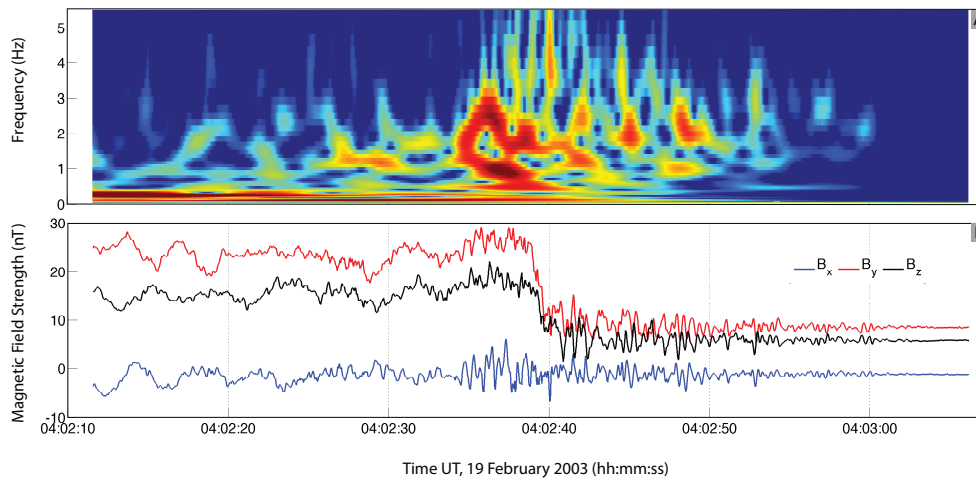 Frequency (Hz)
5
4
3
2
1
0
Magnetic Field Strength (nT)
30
20
10
0
-10
Bx By Bz
04:02:10 04:02:20 04:02:30 04:02:40 04:02:50 04:03:00
Time UT, 19 February 2003 (hh:mm:ss)